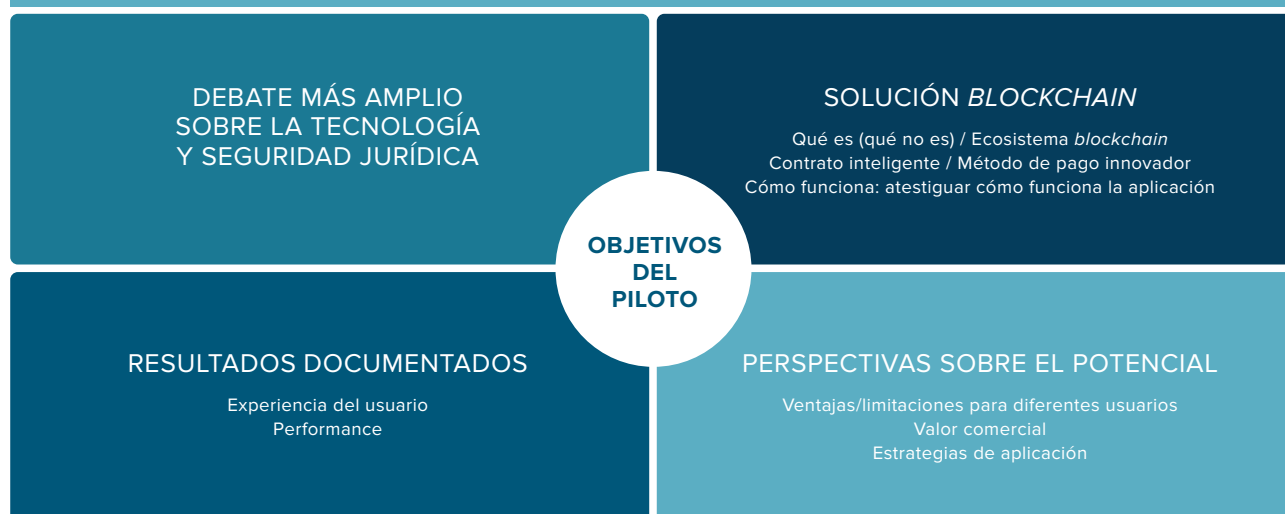 DEBATE MÁS AMPLIO
SOBRE LA TECNOLOGÍA
Y SEGURIDAD JURÍDICA
SOLUCIÓN BLOCKCHAIN
Qué es (qué no es) / Ecosistema blockchain
Contrato inteligente / Método de pago innovador
Cómo funciona: atestiguar cómo funciona la aplicación
OBJETIVOS
DEL
PILOTO
RESULTADOS DOCUMENTADOS
Experiencia del usuario
Performance
PERSPECTIVAS SOBRE EL POTENCIAL
Ventajas/limitaciones para diferentes usuarios
Valor comercial
Estrategias de aplicación